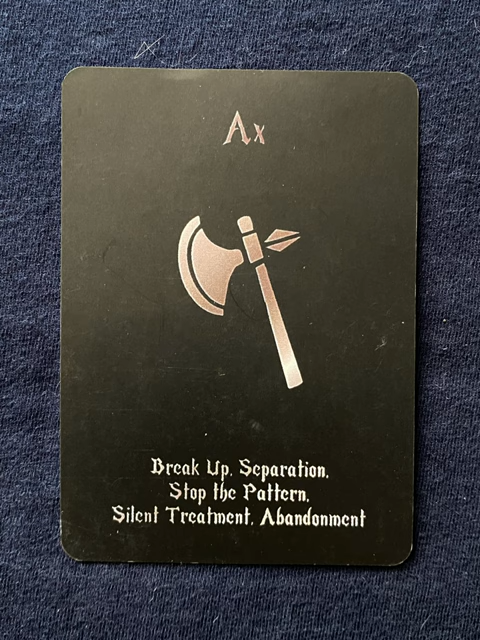 Ax
Break Up, Separation,
Stop the Pattern,
Silent Treatment, Abandonment